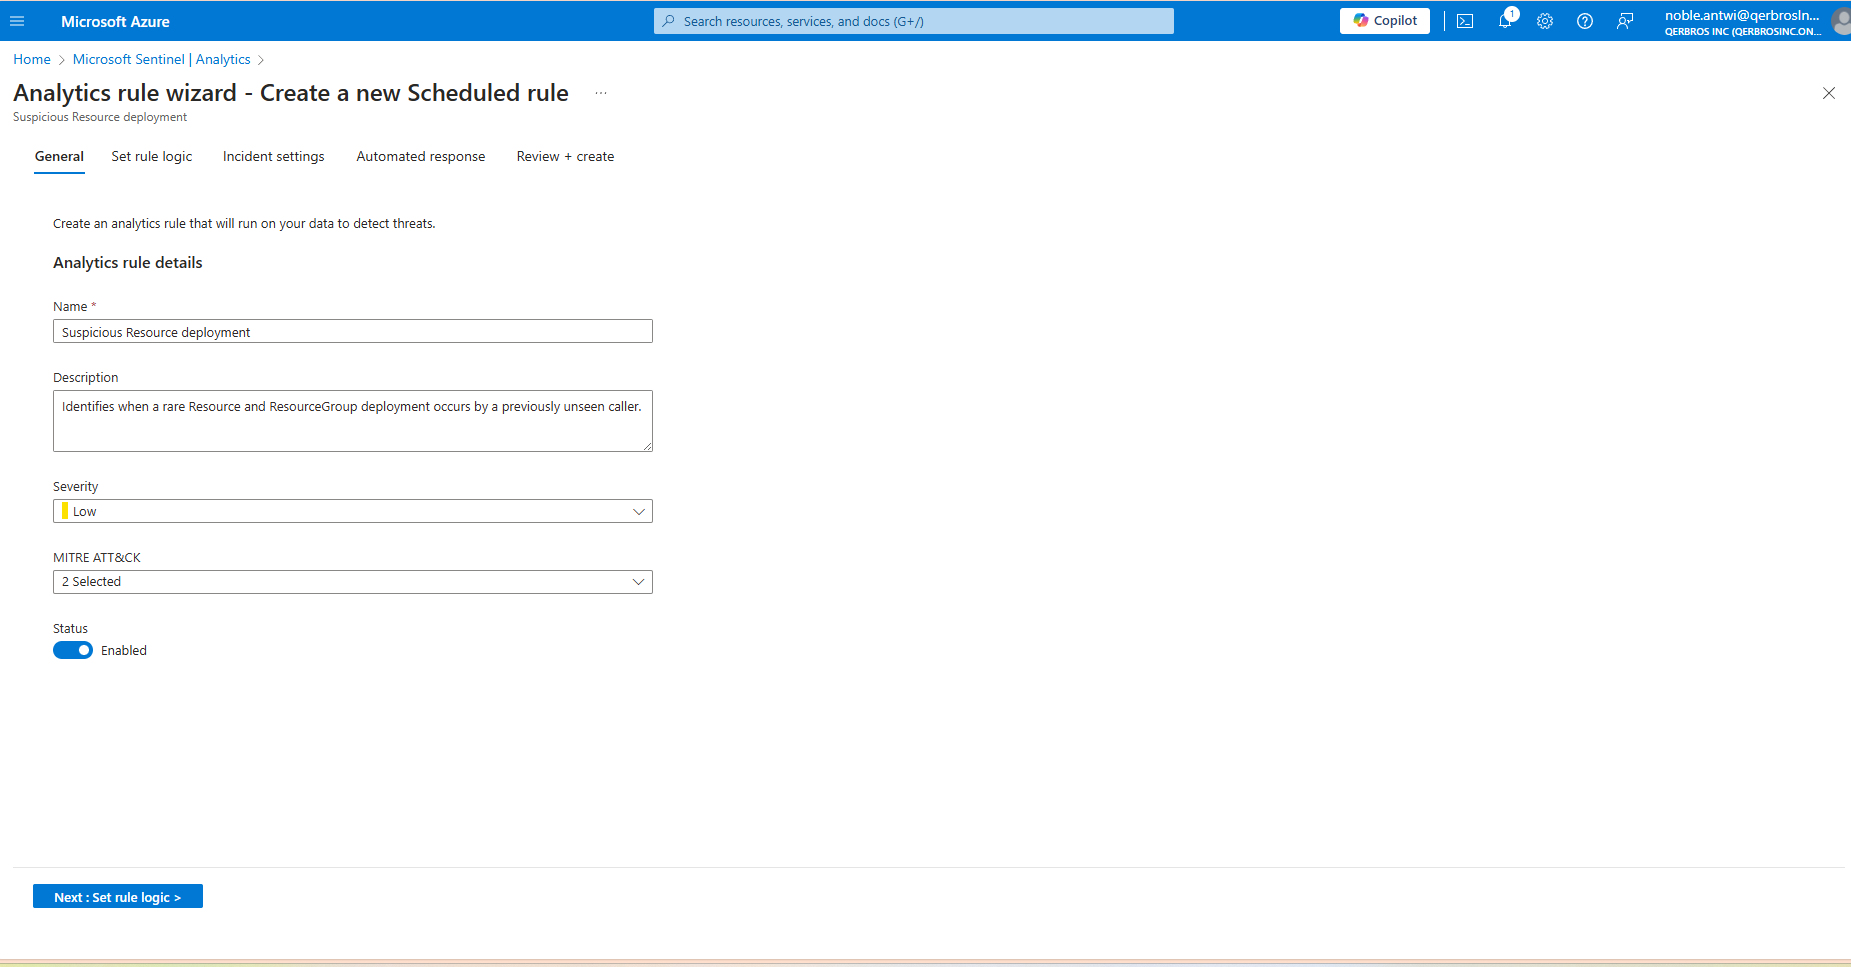 Microsoft Azure
Search resources, services, and docs (G+/)
Copilot
1
noble.antwi@qerbrosIn...
QERBROS INC (QERBROSINC.ON...
Home > Microsoft Sentinel | Analytics >
Analytics rule wizard - Create a new Scheduled rule ...
Suspicious Resource deployment
General Set rule logic Incident settings Automated response Review + create
Create an analytics rule that will run on your data to detect threats.
Analytics rule details
Name *
Suspicious Resource deployment
Description
Identifies when a rare Resource and ResourceGroup deployment occurs by a previously unseen caller.
Severity
Low
MITRE ATT&CK
2 Selected
Status
Enabled
Next : Set rule logic >